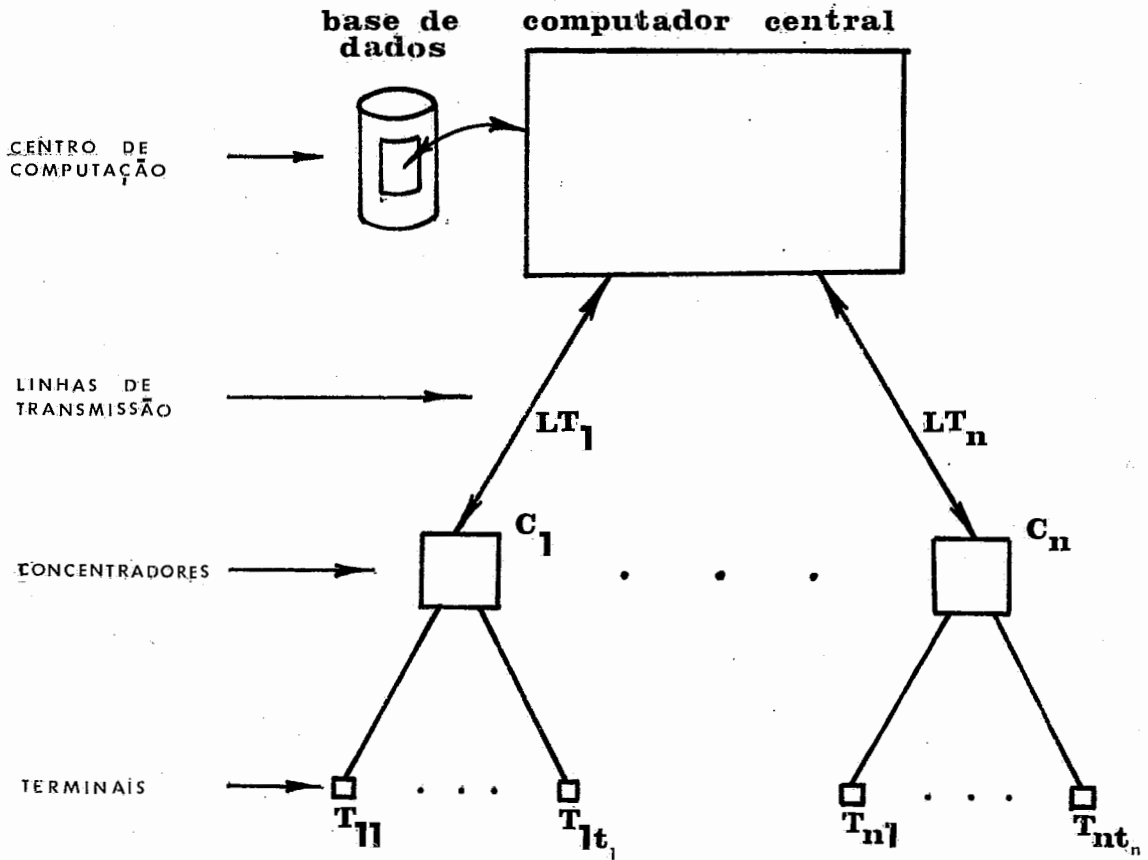 base de
dados
computador central
CENTRO DE
COMPUTAÇÃO
LINHAS DE
TRANSMISSÃO
LT1
LTn
C1
Cn
CONCENTRADORES
TERMINAIS
T11
T1t1
Tn1
Tntn